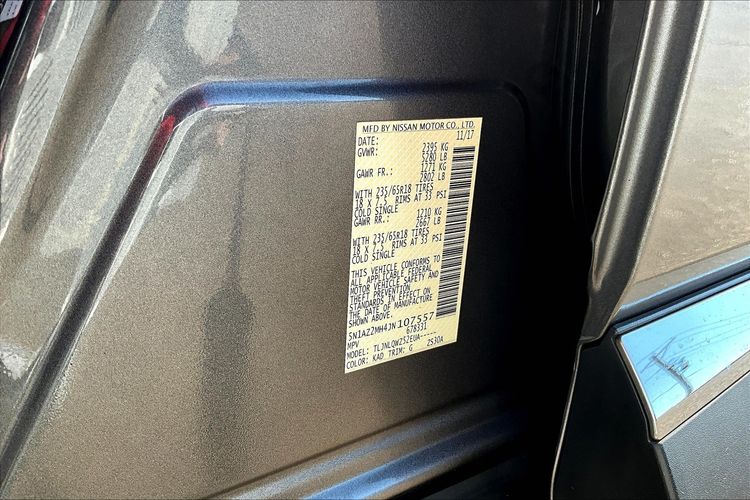 MFD BY NISSAN MOTOR CO., LTD.
DATE: 11/17
GVWR: 2395 KG
5280 LB
GAWR FR.: 1271 KG
2802 LB
WITH 235/65R18 TIRES
18 X 7.5 RIMS AT 33 PSI
COLD SINGLE
GAWR RR.: 1210 KG
2667 LB
WITH 235/65R18 TIRES
18 X 7.5 RIMS AT 33 PSI
COLD SINGLE
THIS VEHICLE CONFORMS TO
ALL APPLICABLE FEDERAL
MOTOR VEHICLE SAFETY AND
THEFT PREVENTION
STANDARDS IN EFFECT ON
THE DATE OF MANUFACTURE
SHOWN ABOVE.
5N1AZ2MH4JN107557
MPV 678331
MODEL: TLJNLQWZ52EUA-----
COLOR: KAD TRIM: G 2S30A